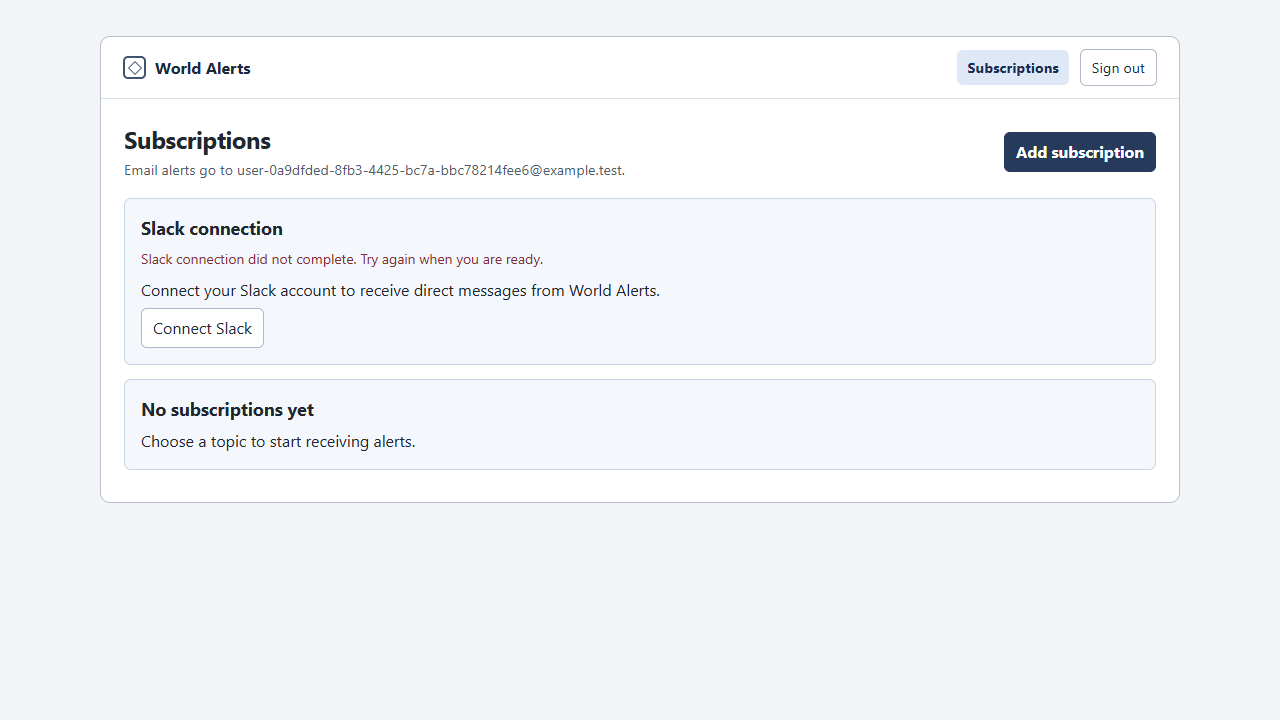 World Alerts
Subscriptions
Sign out
Subscriptions
Email alerts go to user-0a9dfded-8fb3-4425-bc7a-bbc78214fee6@example.test.
Add subscription
Slack connection
Slack connection did not complete. Try again when you are ready.
Connect your Slack account to receive direct messages from World Alerts.
Connect Slack
No subscriptions yet
Choose a topic to start receiving alerts.